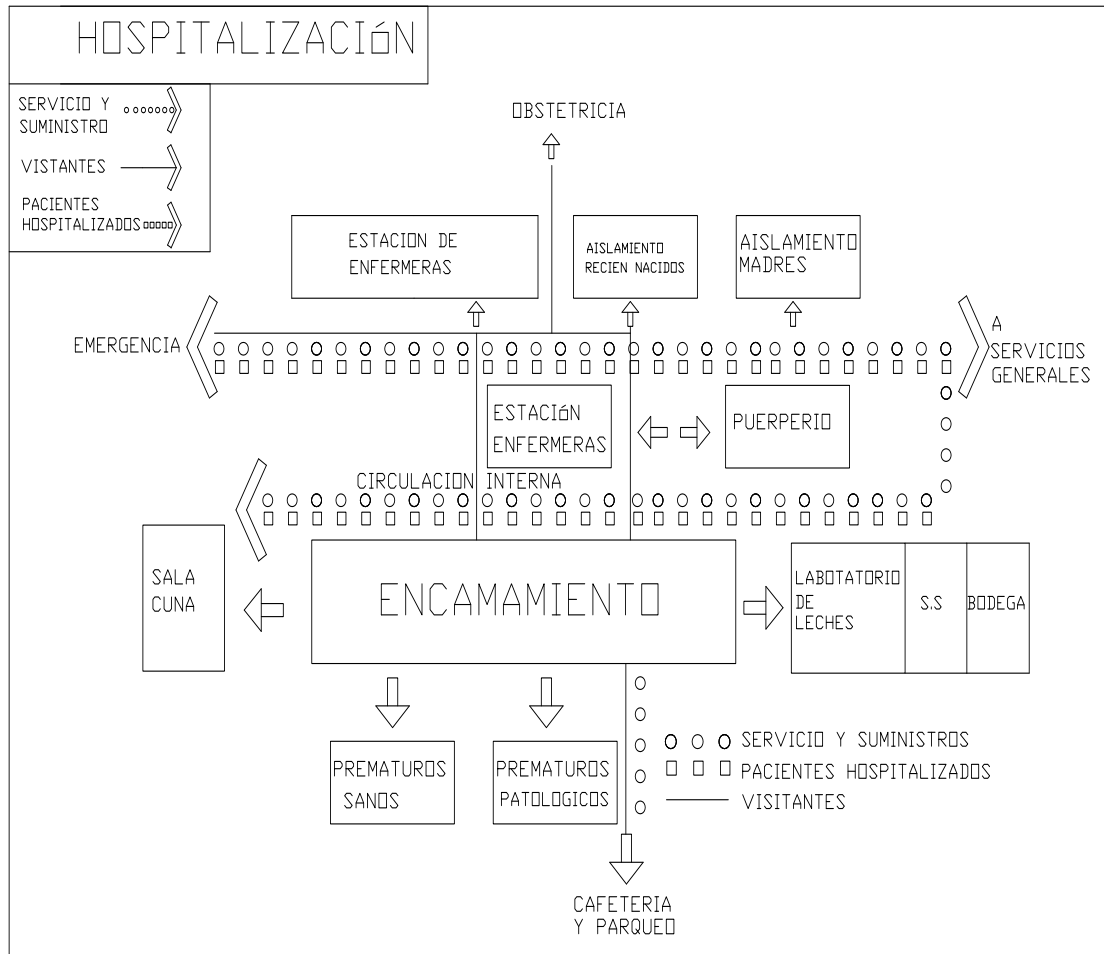 HOSPITALIZACIóN
SERVICIO Y
SUMINISTRO
VISTANTES
PACIENTES
HOSPITALIZADOS
OBSTETRICIA
ESTACION DE
ENFERMERAS
AISLAMIENTO
RECIEN NACIDOS
AISLAMIENTO
MADRES
EMERGENCIA
A
SERVICIOS
GENERALES
ESTACIóN
ENFERMERAS
PUERPERIO
CIRCULACION INTERNA
SALA
CUNA
ENCAMAMIENTO
LABOTATORIO
DE
LECHES
S.S
BODEGA
PREMATUROS
SANOS
PREMATUROS
PATOLOGICOS
SERVICIO Y SUMINISTROS
PACIENTES HOSPITALIZADOS
VISITANTES
CAFETERIA
Y PARQUEO